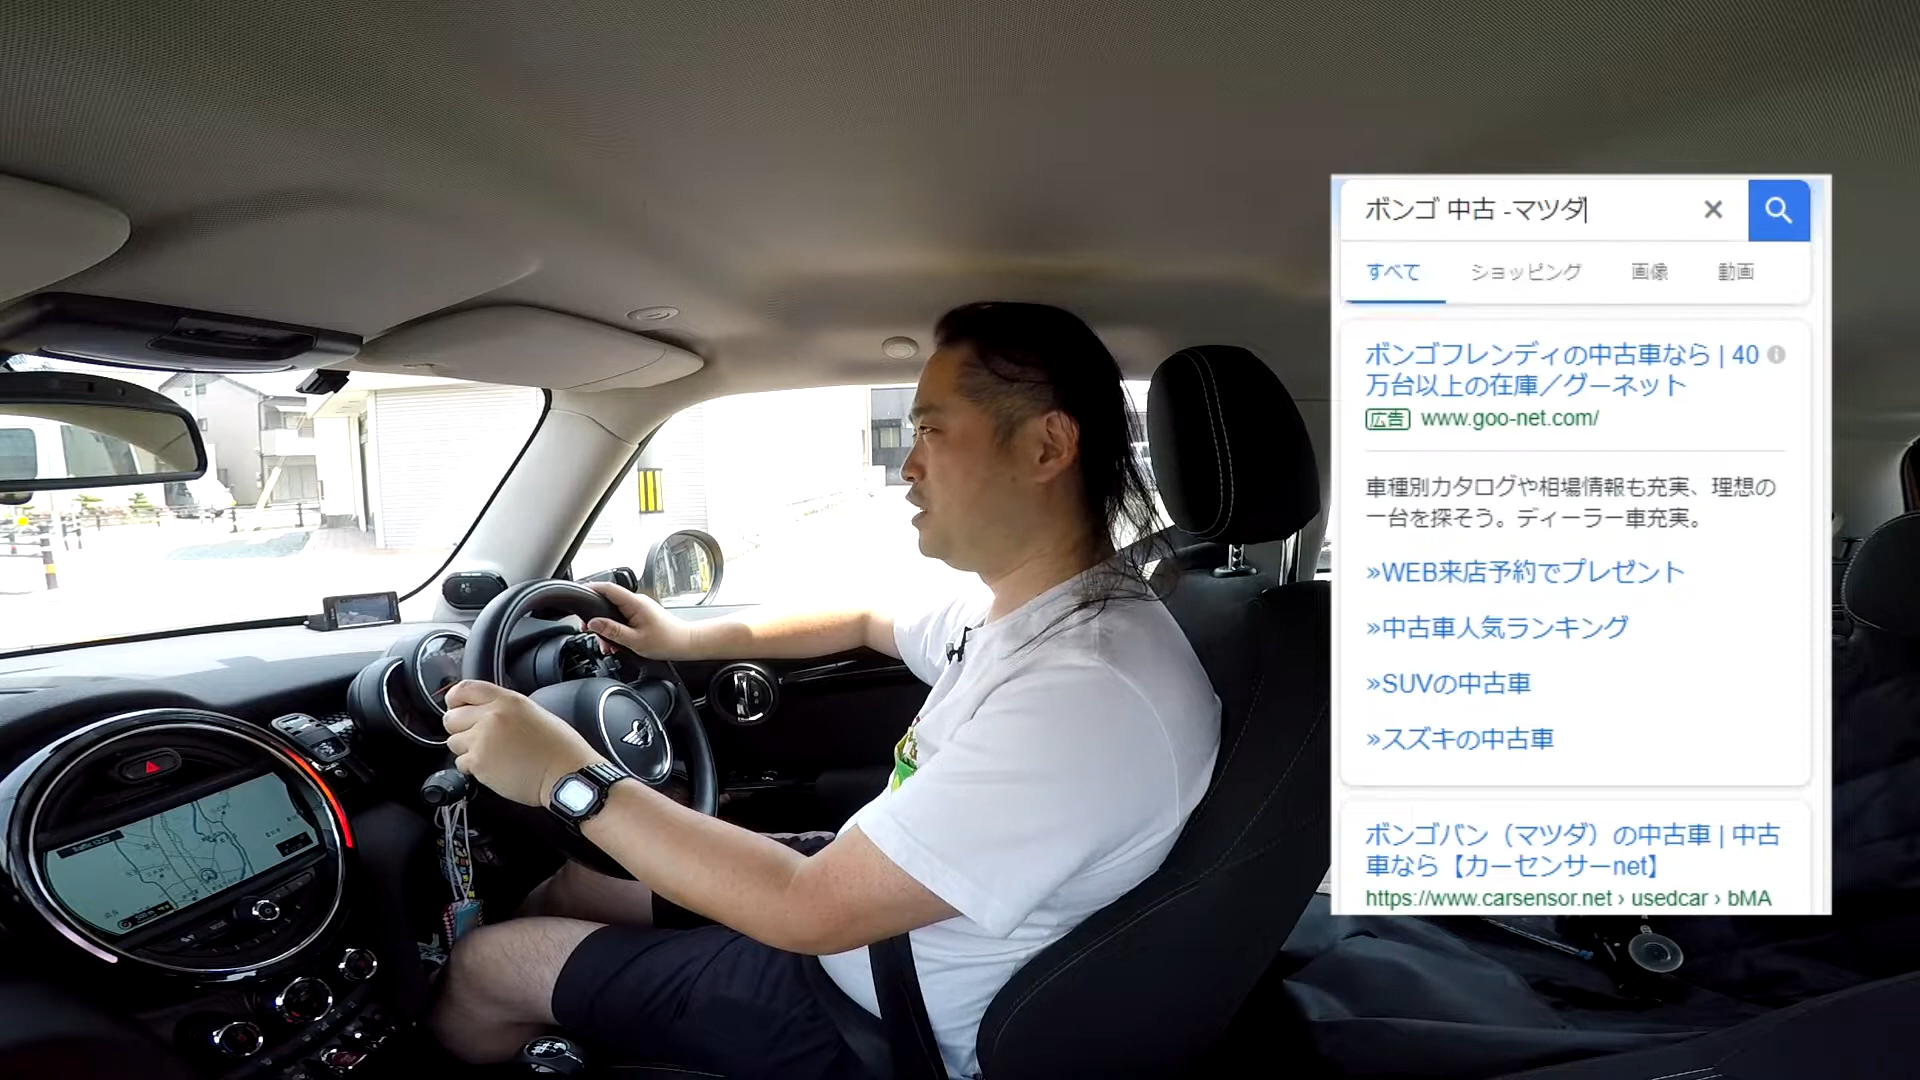 ボンゴ 中古 -マツダ
すべて ショッピング 画像 動画
ボンゴフレンディの中古車なら | 40
万台以上の在庫／グーネット
広告 www.goo-net.com/
車種別カタログや相場情報も充実、理想の
一台を探そう。ディーラー車充実。
»WEB来店予約でプレゼント
»中古車人気ランキング
»SUVの中古車
»スズキの中古車
ボンゴバン（マツダ）の中古車 | 中古
車なら【カーセンサーnet】
https://www.carsensor.net › usedcar › bMA